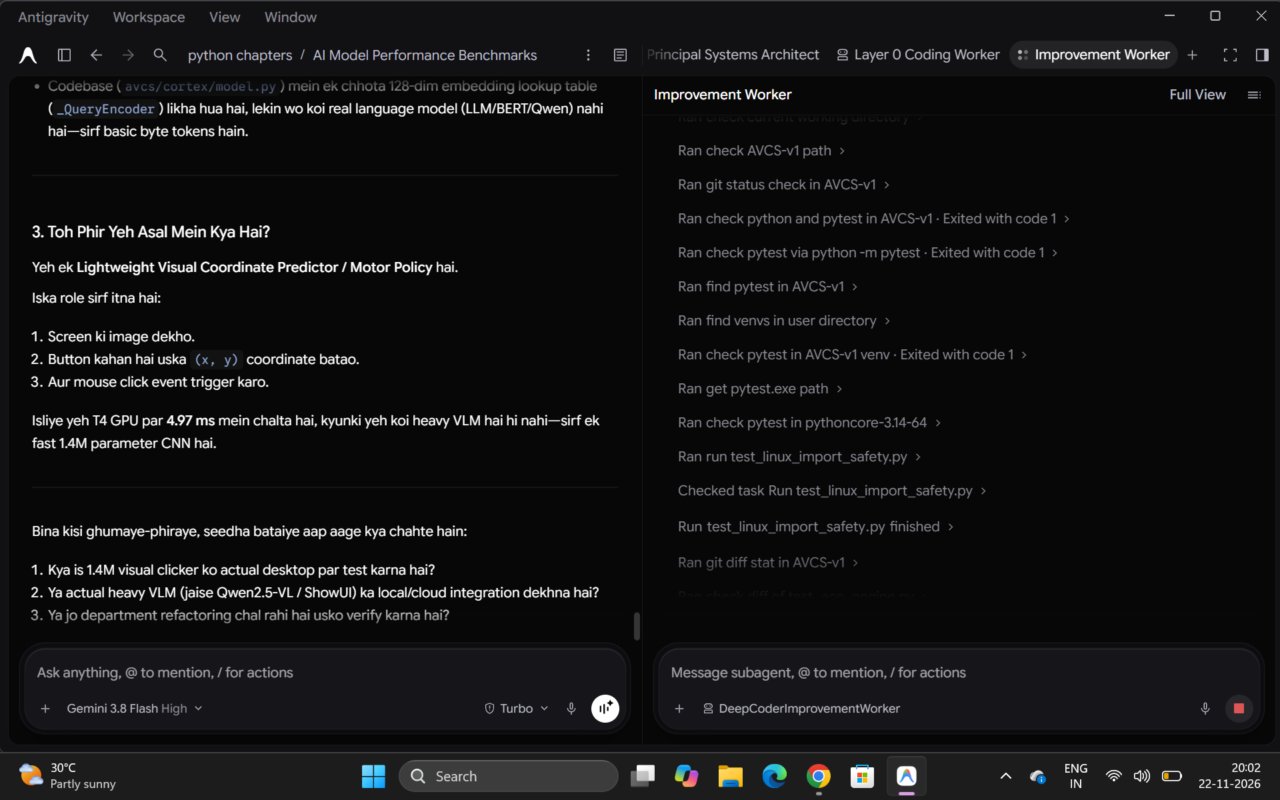 Antigravity Workspace View Window
python chapters / AI Model Performance Benchmarks
Principal Systems Architect Layer 0 Coding Worker Improvement Worker
• Codebase ( avcs/cortex/model.py ) mein ek chhota 128-dim embedding lookup table
( _QueryEncoder ) likha hua hai, lekin wo koi real language model (LLM/BERT/Qwen) nahi
hai—sirf basic byte tokens hain.
3. Toh Phir Yeh Asal Mein Kya Hai?
Yeh ek Lightweight Visual Coordinate Predictor / Motor Policy hai.
Iska role sirf itna hai:
1. Screen ki image dekho.
2. Button kahan hai uska (x, y) coordinate batao.
3. Aur mouse click event trigger karo.
Isliye yeh T4 GPU par 4.97 ms mein chalta hai, kyunki yeh koi heavy VLM hai hi nahi—sirf ek
fast 1.4M parameter CNN hai.
Bina kisi ghumaye-phiraye, seedha bataiye aap aage kya chahte hain:
1. Kya is 1.4M visual clicker ko actual desktop par test karna hai?
2. Ya actual heavy VLM (jaise Qwen2.5-VL / ShowUI) ka local/cloud integration dekhna hai?
3. Ya jo department refactoring chal rahi hai usko verify karna hai?
Ask anything, @ to mention, / for actions
Gemini 3.8 Flash High
Turbo
Improvement Worker
Full View
Ran check current working directory
Ran check AVCS-v1 path
Ran git status check in AVCS-v1
Ran check python and pytest in AVCS-v1 · Exited with code 1
Ran check pytest via python -m pytest · Exited with code 1
Ran find pytest in AVCS-v1
Ran find venvs in user directory
Ran check pytest in AVCS-v1 venv · Exited with code 1
Ran get pytest.exe path
Ran check pytest in pythoncore-3.14-64
Ran run test_linux_import_safety.py
Checked task Run test_linux_import_safety.py
Run test_linux_import_safety.py finished
Ran git diff stat in AVCS-v1
Message subagent, @ to mention, / for actions
DeepCoderImprovementWorker
30°C
Partly sunny
Search
ENG
IN
20:02
22-11-2026